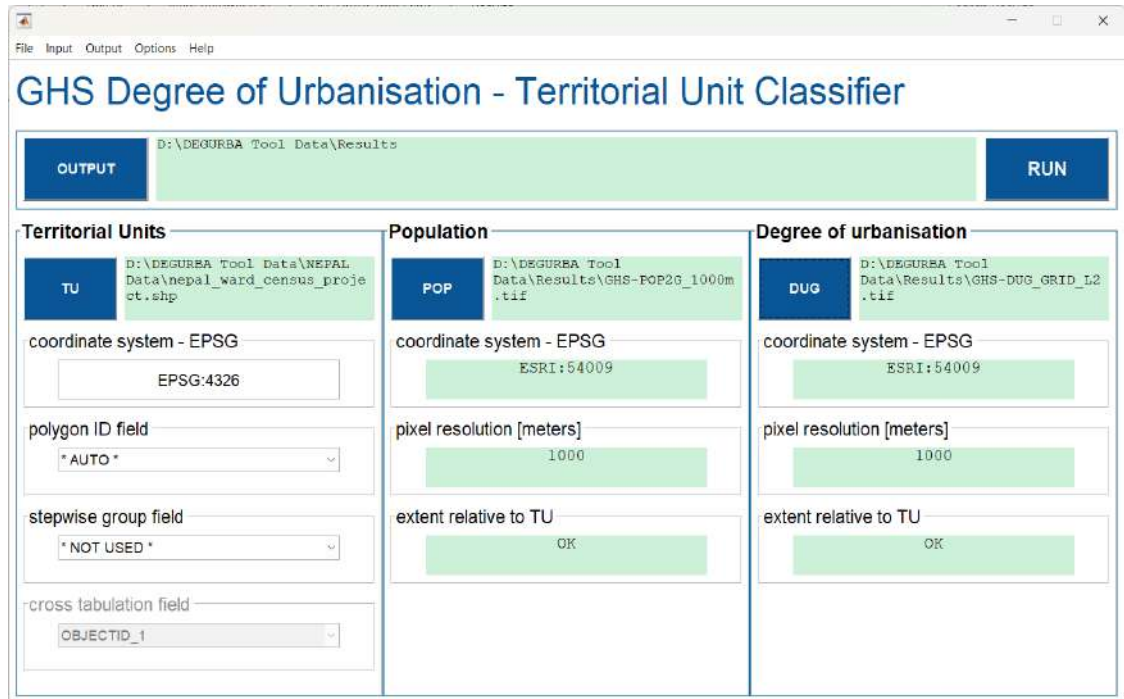 File Input Output Options Help
GHS Degree of Urbanisation - Territorial Unit Classifier
OUTPUT
D:\DEGURBA Tool Data\Results
RUN
Territorial Units
TU
D:\DEGURBA Tool Data\NEPAL
Data\nepal_ward_census_proje
ct.shp
coordinate system - EPSG
EPSG:4326
polygon ID field
* AUTO *
stepwise group field
* NOT USED *
cross tabulation field
OBJECTID_1
Population
POP
D:\DEGURBA Tool
Data\Results\GHS-POP2G_1000m
.tif
coordinate system - EPSG
ESRI:54009
pixel resolution [meters]
1000
extent relative to TU
OK
Degree of urbanisation
DUG
D:\DEGURBA Tool
Data\Results\GHS-DUG_GRID_L2
.tif
coordinate system - EPSG
ESRI:54009
pixel resolution [meters]
1000
extent relative to TU
OK